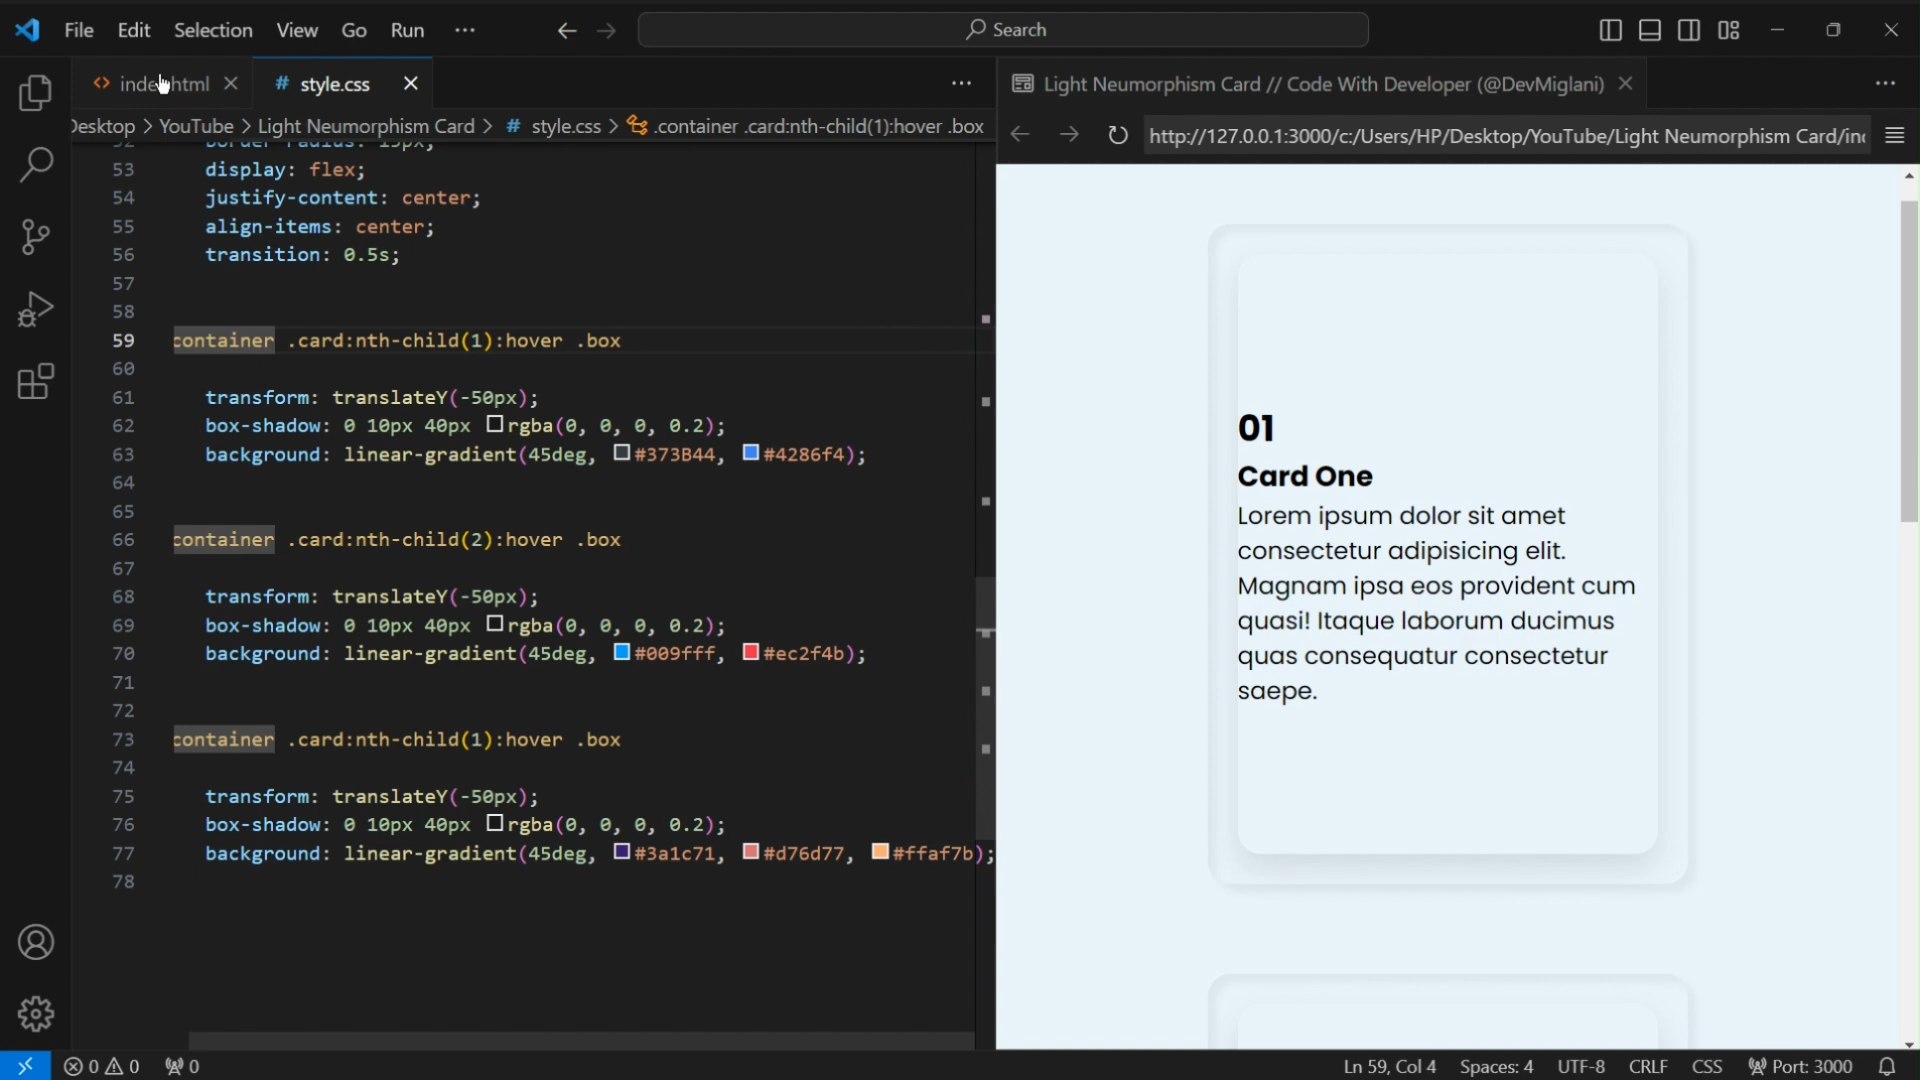 File Edit Selection View Go Run ··· Search
index.html style.css ··· Light Neumorphism Card // Code With Developer (@DevMiglani) ···
Desktop > YouTube > Light Neumorphism Card > # style.css > .container .card:nth-child(1):hover .box
http://127.0.0.1:3000/c:/Users/HP/Desktop/YouTube/Light Neumorphism Card/in
52 border-radius: 15px;
53 display: flex;
54 justify-content: center;
55 align-items: center;
56 transition: 0.5s;
57
58
59 container .card:nth-child(1):hover .box
60
61 transform: translateY(-50px);
62 box-shadow: 0 10px 40px rgba(0, 0, 0, 0.2);
63 background: linear-gradient(45deg, #373B44, #4286f4);
64
65
66 container .card:nth-child(2):hover .box
67
68 transform: translateY(-50px);
69 box-shadow: 0 10px 40px rgba(0, 0, 0, 0.2);
70 background: linear-gradient(45deg, #009fff, #ec2f4b);
71
72
73 container .card:nth-child(1):hover .box
74
75 transform: translateY(-50px);
76 box-shadow: 0 10px 40px rgba(0, 0, 0, 0.2);
77 background: linear-gradient(45deg, #3a1c71, #d76d77, #ffaf7b);
78
01
Card One
Lorem ipsum dolor sit amet
consectetur adipisicing elit.
Magnam ipsa eos provident cum
quasi! Itaque laborum ducimus
quas consequatur consectetur
saepe.
0 0 0 Ln 59, Col 4 Spaces: 4 UTF-8 CRLF CSS Port: 3000